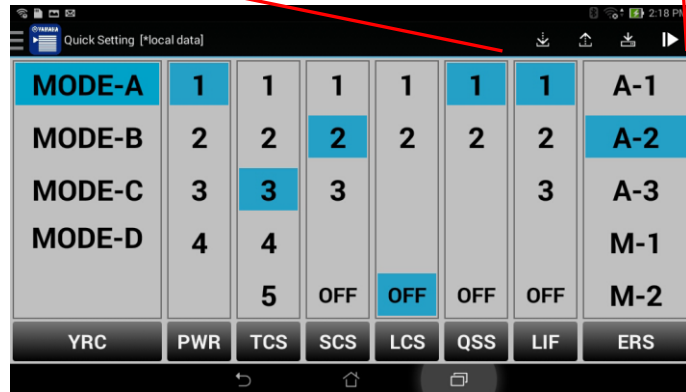 2:18 PM
YAMAHA
Quick Setting [*local data]
MODE-A 1 1 1 1 1 1 A-1
MODE-B 2 2 2 2 2 2 A-2
MODE-C 3 3 3 3 A-3
MODE-D 4 4 M-1
5 OFF OFF OFF OFF M-2
YRC PWR TCS SCS LCS QSS LIF ERS